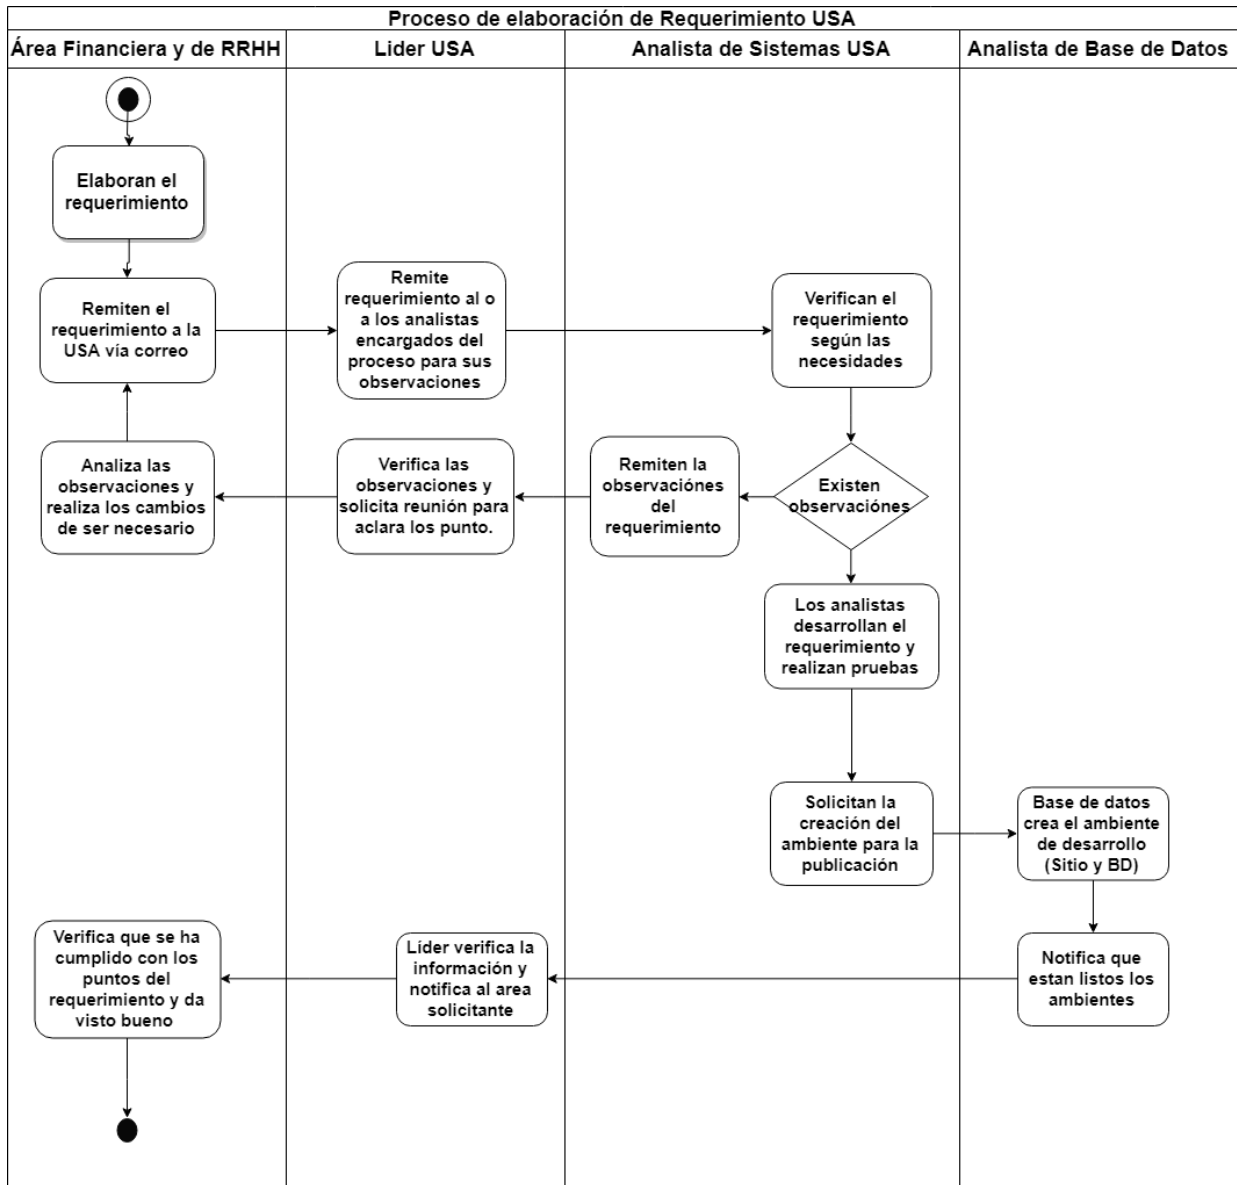 Proceso de elaboración de Requerimiento USA
Área Financiera y de RRHH
Lider USA
Analista de Sistemas USA
Analista de Base de Datos
Elaboran el
requerimiento
Remiten el
requerimiento a la
USA vía correo
Remite
requerimiento al o
a los analistas
encargados del
proceso para sus
observaciones
Verifican el
requerimiento
según las
necesidades
Analiza las
observaciones y
realiza los cambios
de ser necesario
Verifica las
observaciones y
solicita reunión para
aclara los punto.
Remiten la
observaciónes
del
requerimiento
Existen
observaciónes
Los analistas
desarrollan el
requerimiento y
realizan pruebas
Solicitan la
creación del
ambiente para la
publicación
Base de datos
crea el ambiente
de desarrollo
(Sitio y BD)
Verifica que se ha
cumplido con los
puntos del
requerimiento y da
visto bueno
Líder verifica la
información y
notifica al area
solicitante
Notifica que
estan listos los
ambientes